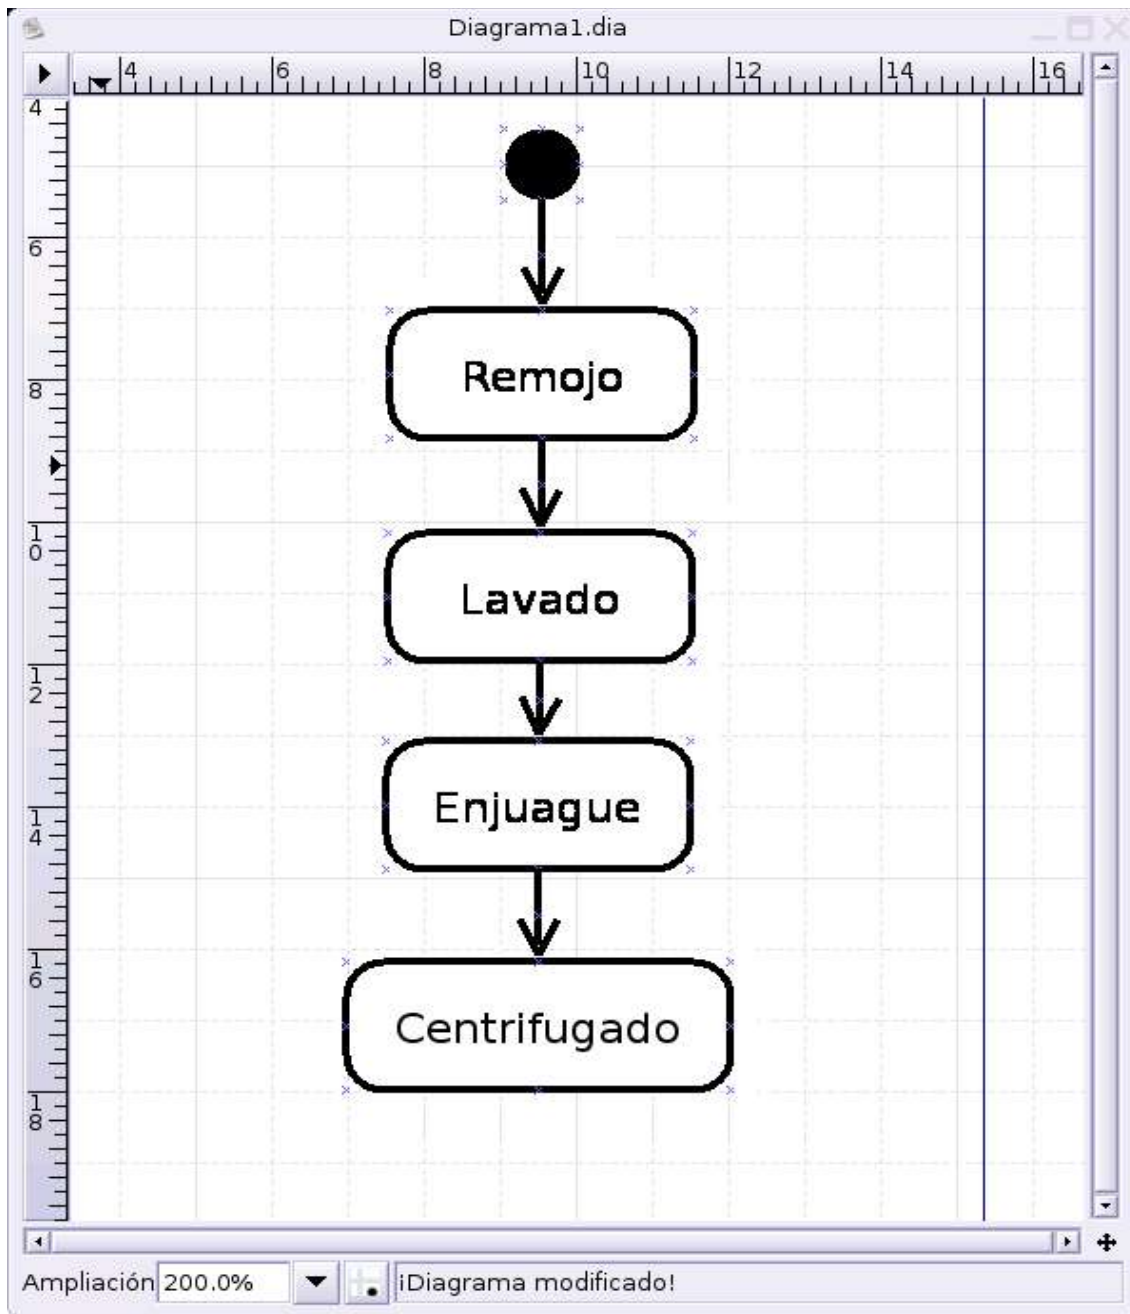 Diagrama1.dia
4 6 8 10 12 14 16
4
6
8
10
12
14
16
18
Remojo
Lavado
Enjuague
Centrifugado
Ampliación 200.0% ¡Diagrama modificado!